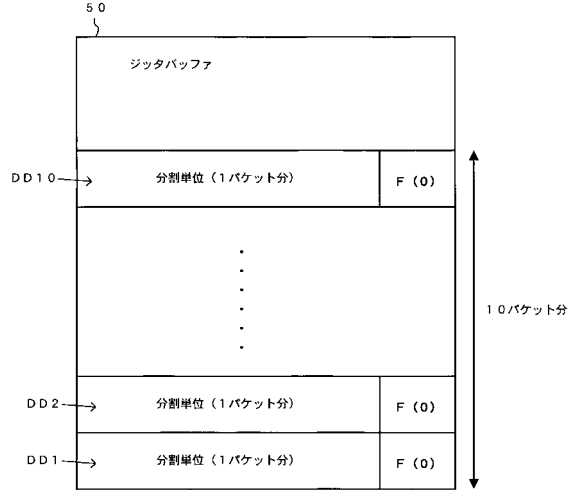 ５０
ジッタバッファ
ＤＤ１０
分割単位（１パケット分）
Ｆ（０）
１０パケット分
ＤＤ２
分割単位（１パケット分）
Ｆ（０）
ＤＤ１
分割単位（１パケット分）
Ｆ（０）